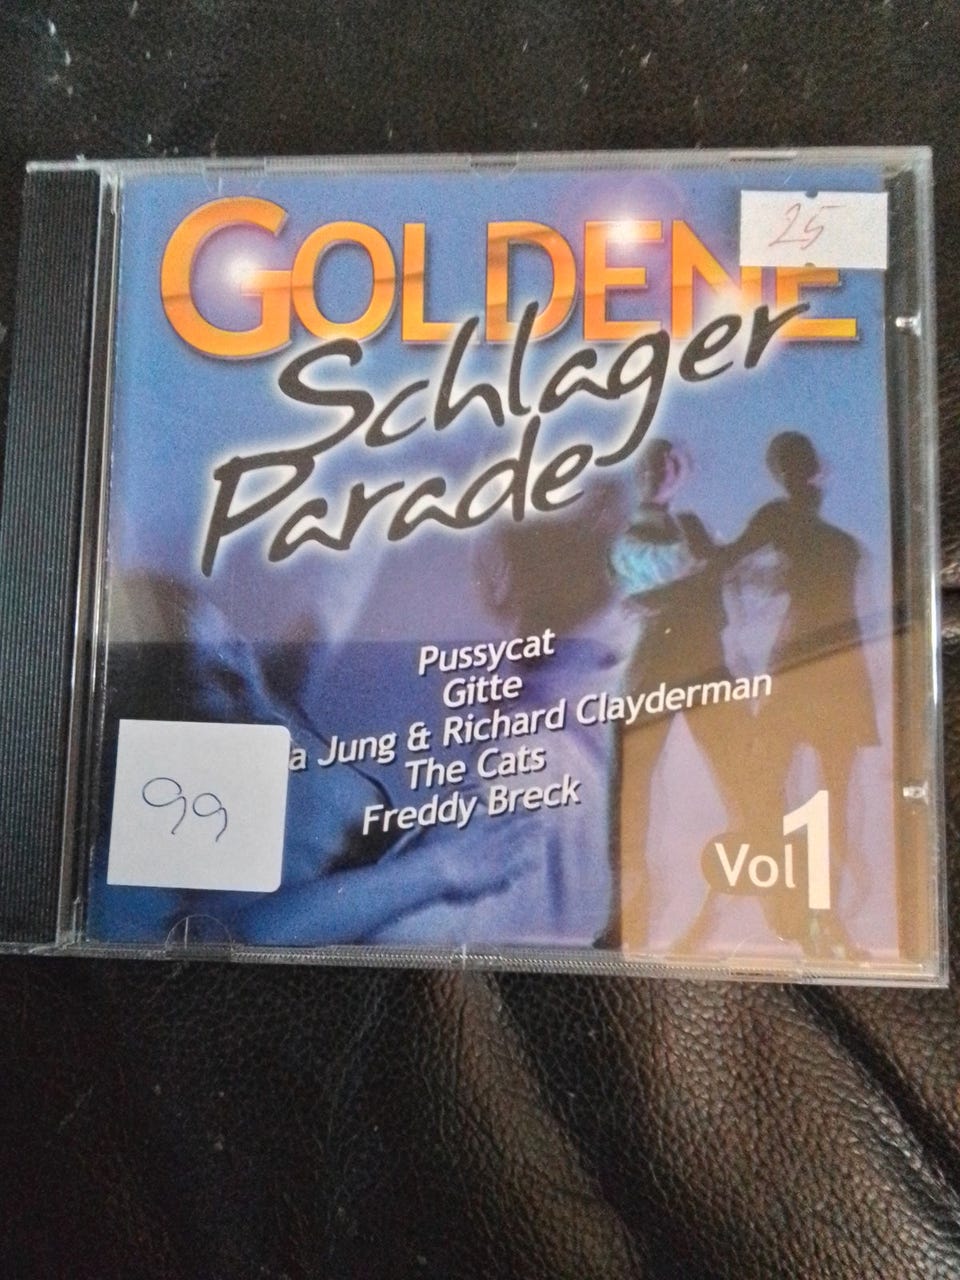 25
GOLDENE
Schlager
Parade
Pussycat
Gitte
a Jung & Richard Clayderman
The Cats
Freddy Breck
99
Vol 1